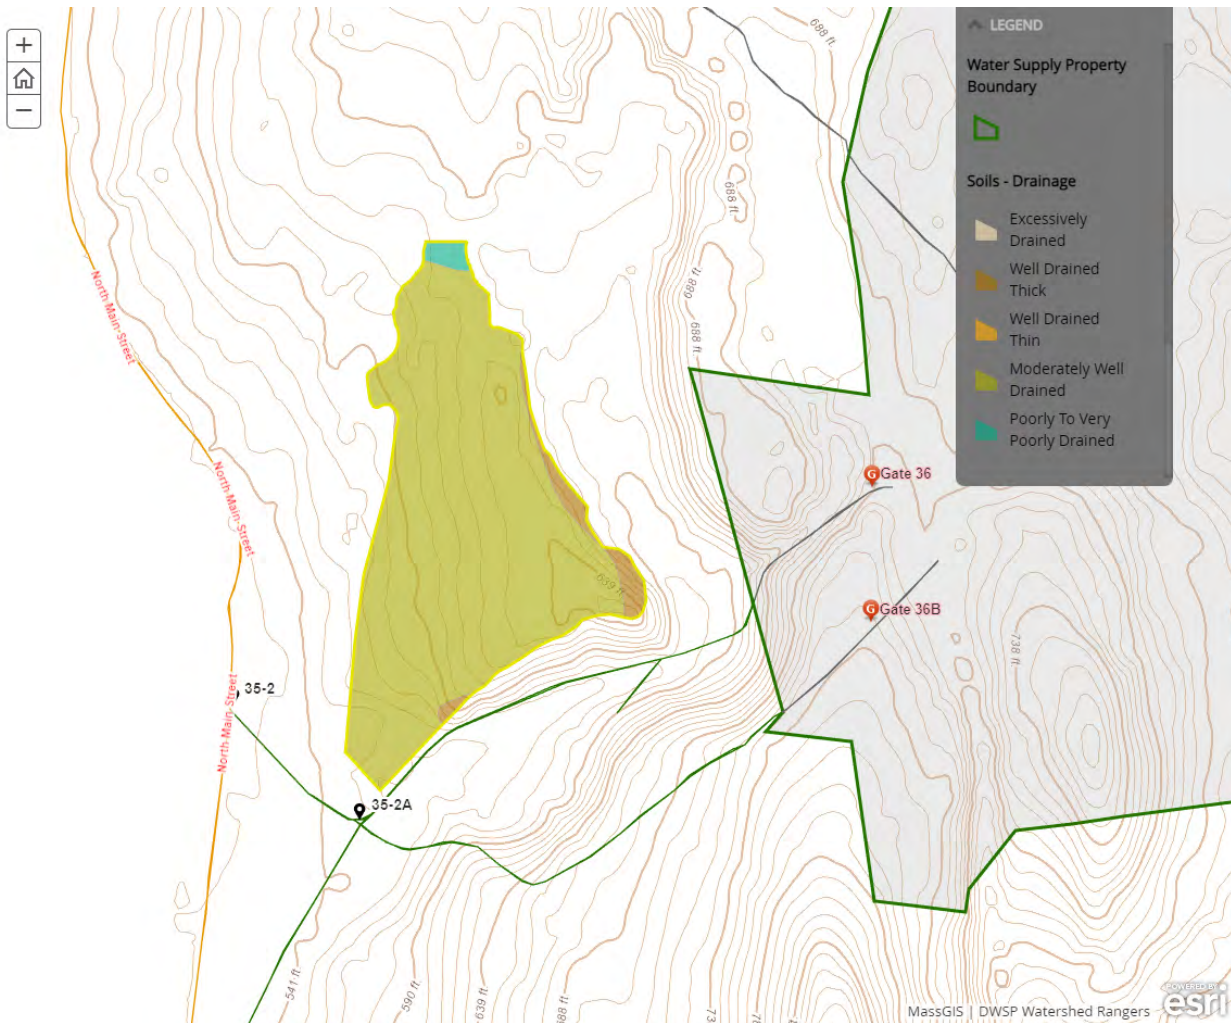 +
−
LEGEND
Water Supply Property
Boundary
Soils - Drainage
Excessively
Drained
Well Drained
Thick
Well Drained
Thin
Moderately Well
Drained
Poorly To Very
Poorly Drained
688 ft
688 ft
688 ft
688 ft
North Main Street
North Main Street
North Main Street
G Gate 36
G Gate 36B
639 ft
738 ft
35-2
35-2A
541 ft
590 ft
639 ft
MassGIS | DWSP Watershed Rangers
POWERED BY
esri